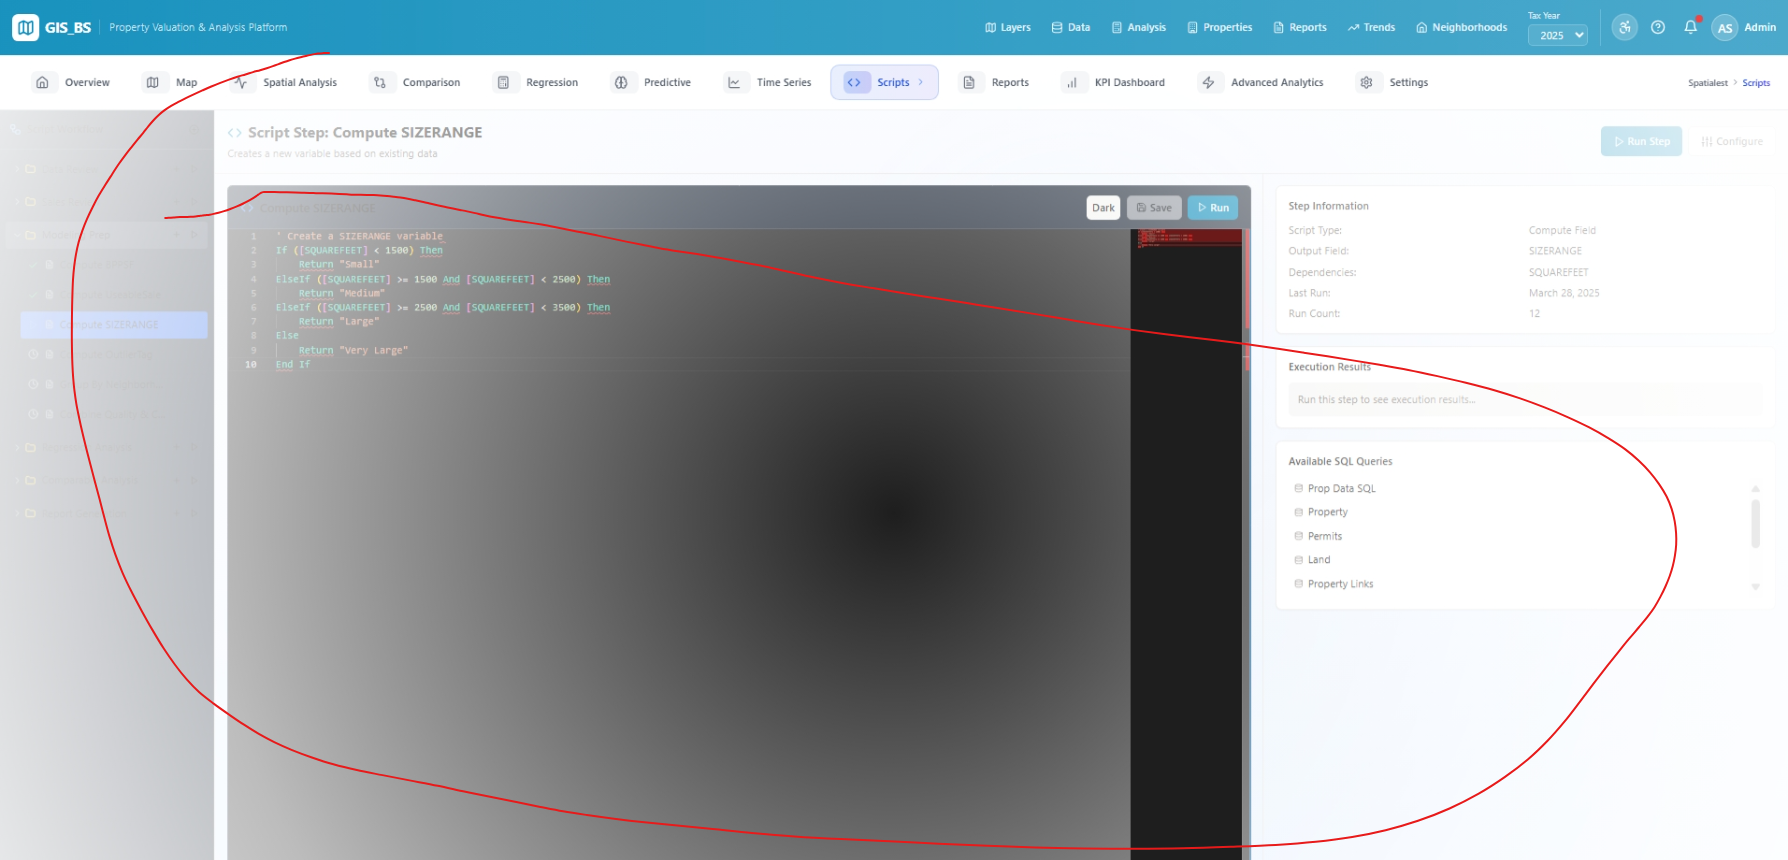 GIS_BS Property Valuation & Analysis Platform
Layers Data Analysis Properties Reports Trends Neighborhoods Tax Year 2025 AS Admin
Overview Map Spatial Analysis Comparison Regression Predictive Time Series Scripts Reports KPI Dashboard Advanced Analytics Settings Spatialest > Scripts
Script Step: Compute SIZERANGE
Creates a new variable based on existing data
Run Step Configure
Compute SIZERANGE
Compute SIZERANGE
Dark Save Run
1 ' Create a SIZERANGE variable
2 If ([SQUAREFEET] < 1500) Then
3 Return "Small"
4 ElseIf ([SQUAREFEET] >= 1500 And [SQUAREFEET] < 2500) Then
5 Return "Medium"
6 ElseIf ([SQUAREFEET] >= 2500 And [SQUAREFEET] < 3500) Then
7 Return "Large"
8 Else
9 Return "Very Large"
10 End If
Step Information
Script Type: Compute Field
Output Field: SIZERANGE
Dependencies: SQUAREFEET
Last Run: March 28, 2025
Run Count: 12
Execution Results
Run this step to see execution results...
Available SQL Queries
Prop Data SQL
Property
Permits
Land
Property Links